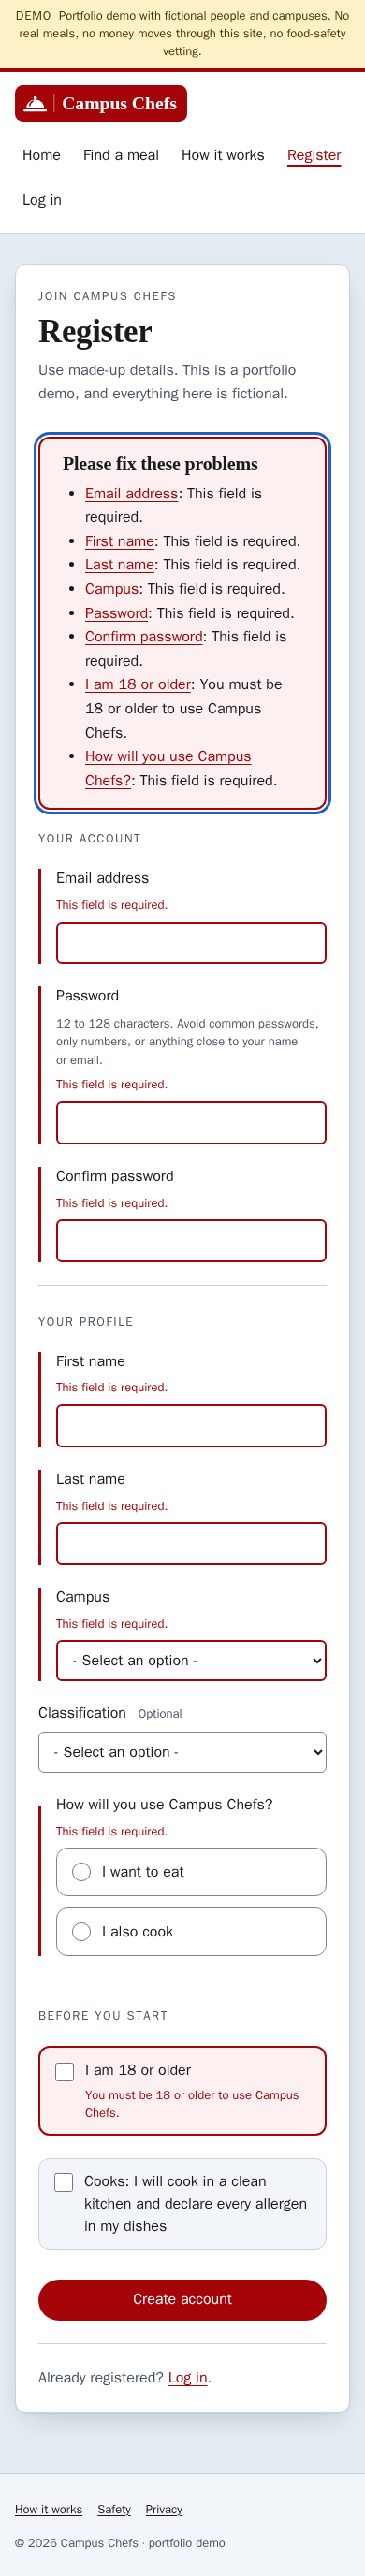 DEMO Portfolio demo with fictional people and campuses. No
real meals, no money moves through this site, no food-safety
vetting.
Campus Chefs
Home Find a meal How it works Register
Log in
JOIN CAMPUS CHEFS
Register
Use made-up details. This is a portfolio
demo, and everything here is fictional.
Please fix these problems
• Email address: This field is
required.
• First name: This field is required.
• Last name: This field is required.
• Campus: This field is required.
• Password: This field is required.
• Confirm password: This field is
required.
• I am 18 or older: You must be
18 or older to use Campus
Chefs.
• How will you use Campus
Chefs?: This field is required.
YOUR ACCOUNT
Email address
This field is required.
Password
12 to 128 characters. Avoid common passwords,
only numbers, or anything close to your name
or email.
This field is required.
Confirm password
This field is required.
YOUR PROFILE
First name
This field is required.
Last name
This field is required.
Campus
This field is required.
- Select an option -
Classification Optional
- Select an option -
How will you use Campus Chefs?
This field is required.
I want to eat
I also cook
BEFORE YOU START
I am 18 or older
You must be 18 or older to use Campus
Chefs.
Cooks: I will cook in a clean
kitchen and declare every allergen
in my dishes
Create account
Already registered? Log in.
How it works Safety Privacy
© 2026 Campus Chefs · portfolio demo